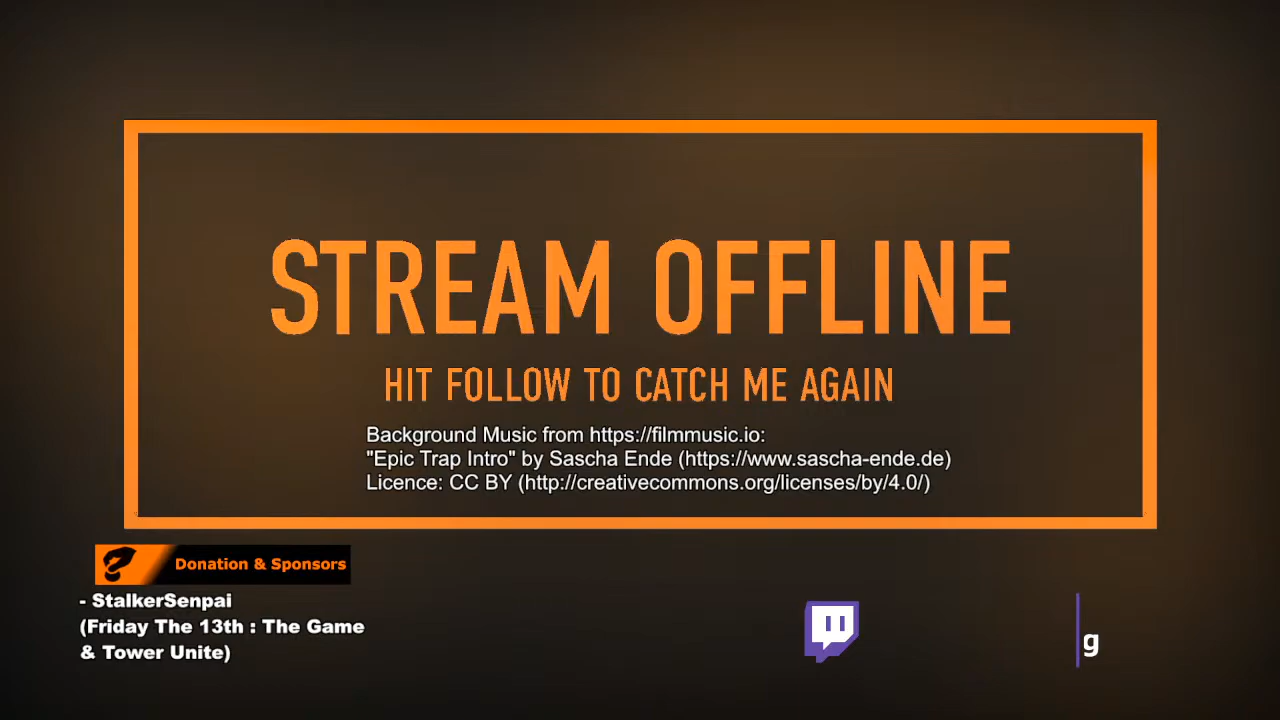 STREAM OFFLINE
HIT FOLLOW TO CATCH ME AGAIN
Background Music from https://filmmusic.io:
"Epic Trap Intro" by Sascha Ende (https://www.sascha-ende.de)
Licence: CC BY (http://creativecommons.org/licenses/by/4.0/)
Donation & Sponsors
- StalkerSenpai
(Friday The 13th : The Game
& Tower Unite)
g